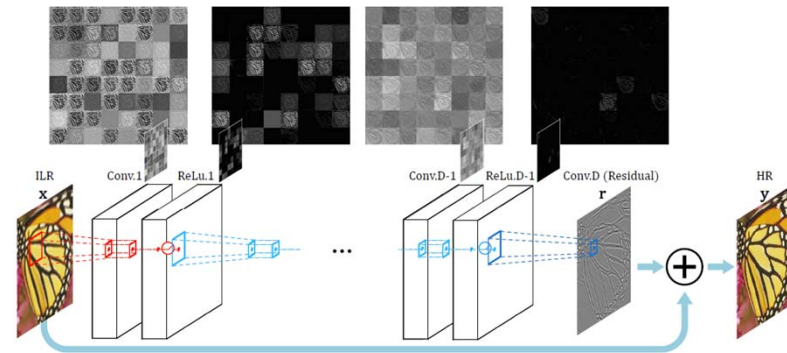 ILR
x
Conv.1
ReLu.1
...
Conv.D-1
ReLu.D-1
Conv.D (Residual)
r
HR
y